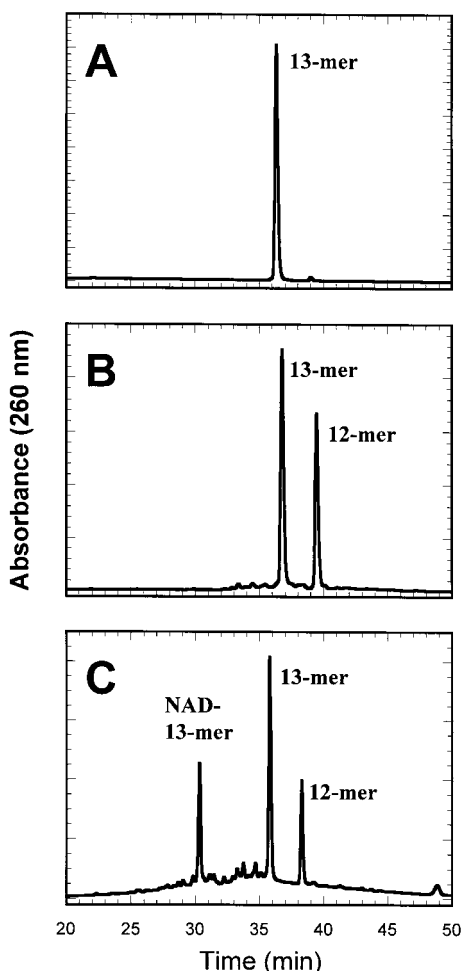 A
13-mer
B
13-mer
12-mer
Absorbance (260 nm)
C
13-mer
NAD-
13-mer
12-mer
20 25 30 35 40 45 50
Time (min)